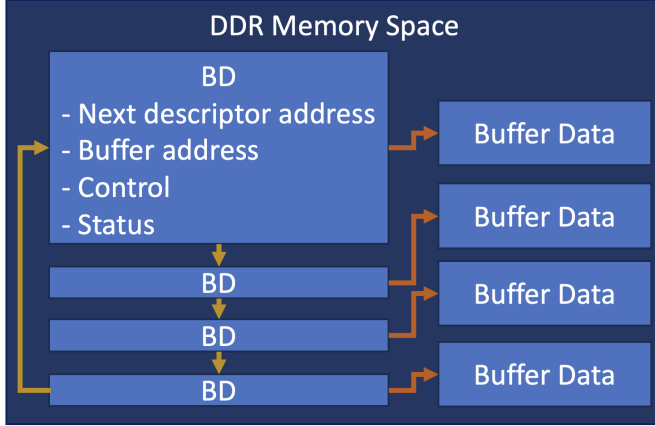 DDR Memory Space
BD
- Next descriptor address
- Buffer address
- Control
- Status
BD
BD
BD
Buffer Data
Buffer Data
Buffer Data
Buffer Data